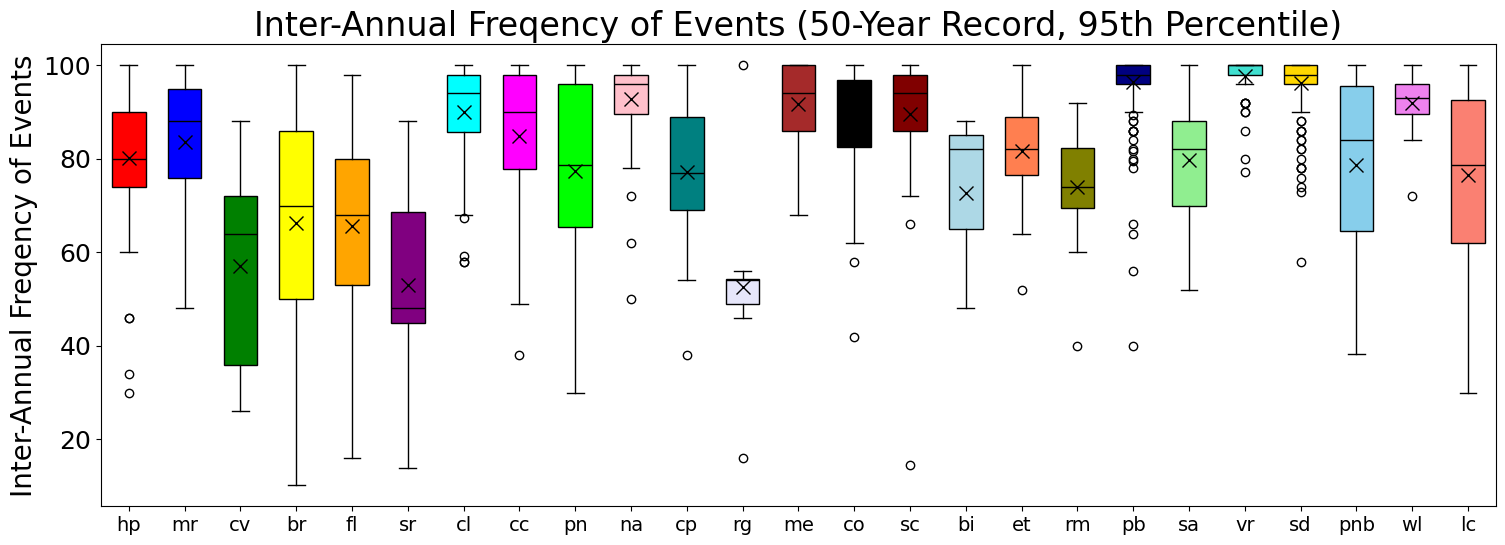 Inter-Annual Freqency of Events (50-Year Record, 95th Percentile)
Inter-Annual Freqency of Events
100
80
60
40
20
hp mr cv br fl sr cl cc pn na cp rg me co sc bi et rm pb sa vr sd pnb wl lc